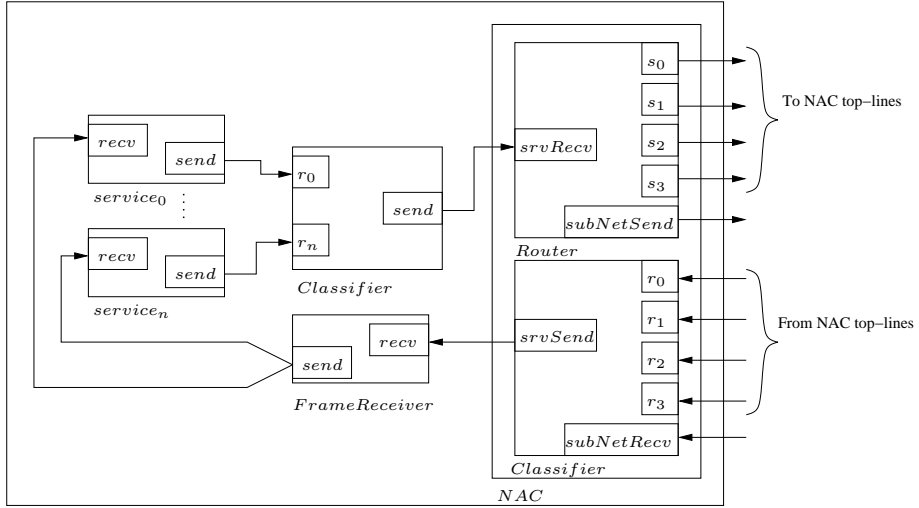 recv
send
service0
⋮
recv
send
servicen
r0
rn
send
Classifier
recv
send
FrameReceiver
srvRecv
s0
s1
s2
s3
subNetSend
Router
To NAC top-lines
srvSend
r0
r1
r2
r3
subNetRecv
Classifier
From NAC top-lines
NAC